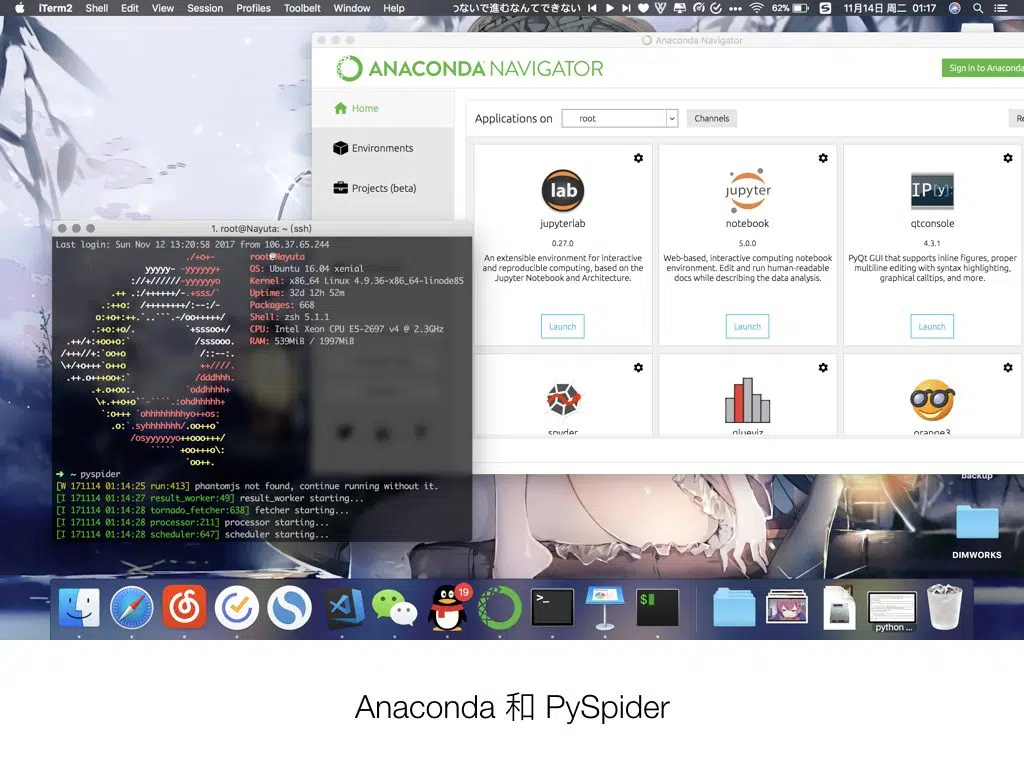 iTerm2 Shell Edit View Session Profiles Toolbelt Window Help つないで進むなんてできない 62% 11月14日 周二 01:17
Anaconda Navigator
ANACONDA NAVIGATOR
Sign in to Anaconda
Home
Environments
Projects (beta)
Applications on root Channels
Re
lab
jupyterlab
0.27.0
An extensible environment for interactive
and reproducible computing, based on the
Jupyter Notebook and Architecture.
Launch
jupyter
notebook
5.0.0
Web-based, interactive computing notebook
environment. Edit and run human-readable
docs while describing the data analysis.
Launch
IP[y]:
qtconsole
4.3.1
PyQt GUI that supports inline figures, proper
multiline editing with syntax highlighting,
graphical calltips, and more.
Launch
spyder
glueviz
orange3
1. root@Nayuta: ~ (ssh)
Last login: Sun Nov 12 13:20:58 2017 from 106.37.65.244
root@Nayuta
OS: Ubuntu 16.04 xenial
Kernel: x86_64 Linux 4.9.36-x86_64-linode85
Uptime: 32d 12h 52m
Packages: 668
Shell: zsh 5.1.1
CPU: Intel Xeon CPU E5-2697 v4 @ 2.3GHz
RAM: 539MiB / 1997MiB
➜ ~ pyspider
[W 171114 01:14:25 run:413] phantomjs not found, continue running without it.
[I 171114 01:14:27 result_worker:49] result_worker starting...
[I 171114 01:14:28 tornado_fetcher:638] fetcher starting...
[I 171114 01:14:28 processor:211] processor starting...
[I 171114 01:14:28 scheduler:647] scheduler starting...
backup
DIMWORKS
19
python ...
Anaconda 和 PySpider